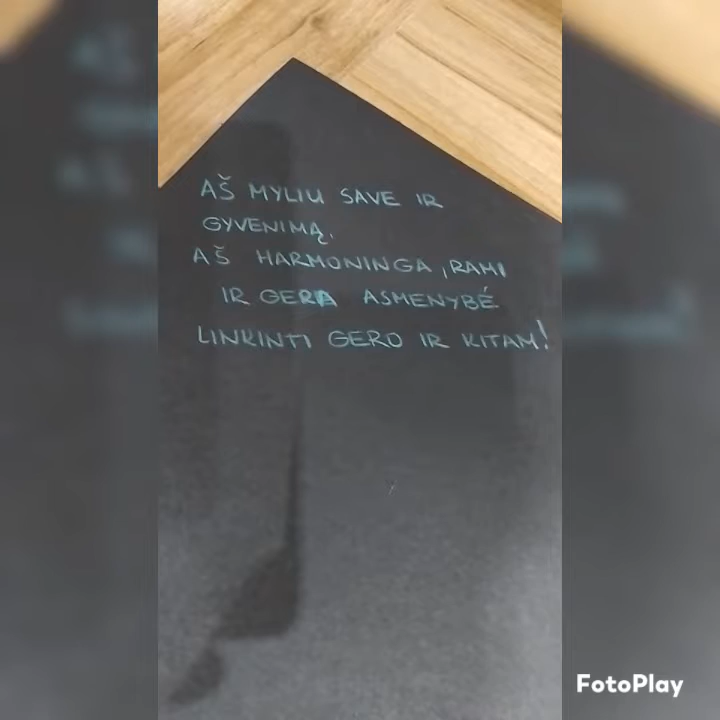 AŠ MYLIU SAVE IR
GYVENIMĄ.
AŠ HARMONINGA, RAMI
IR GERA ASMENYBĖ
LINKINTI GERO IR KITAM!
FotoPlay